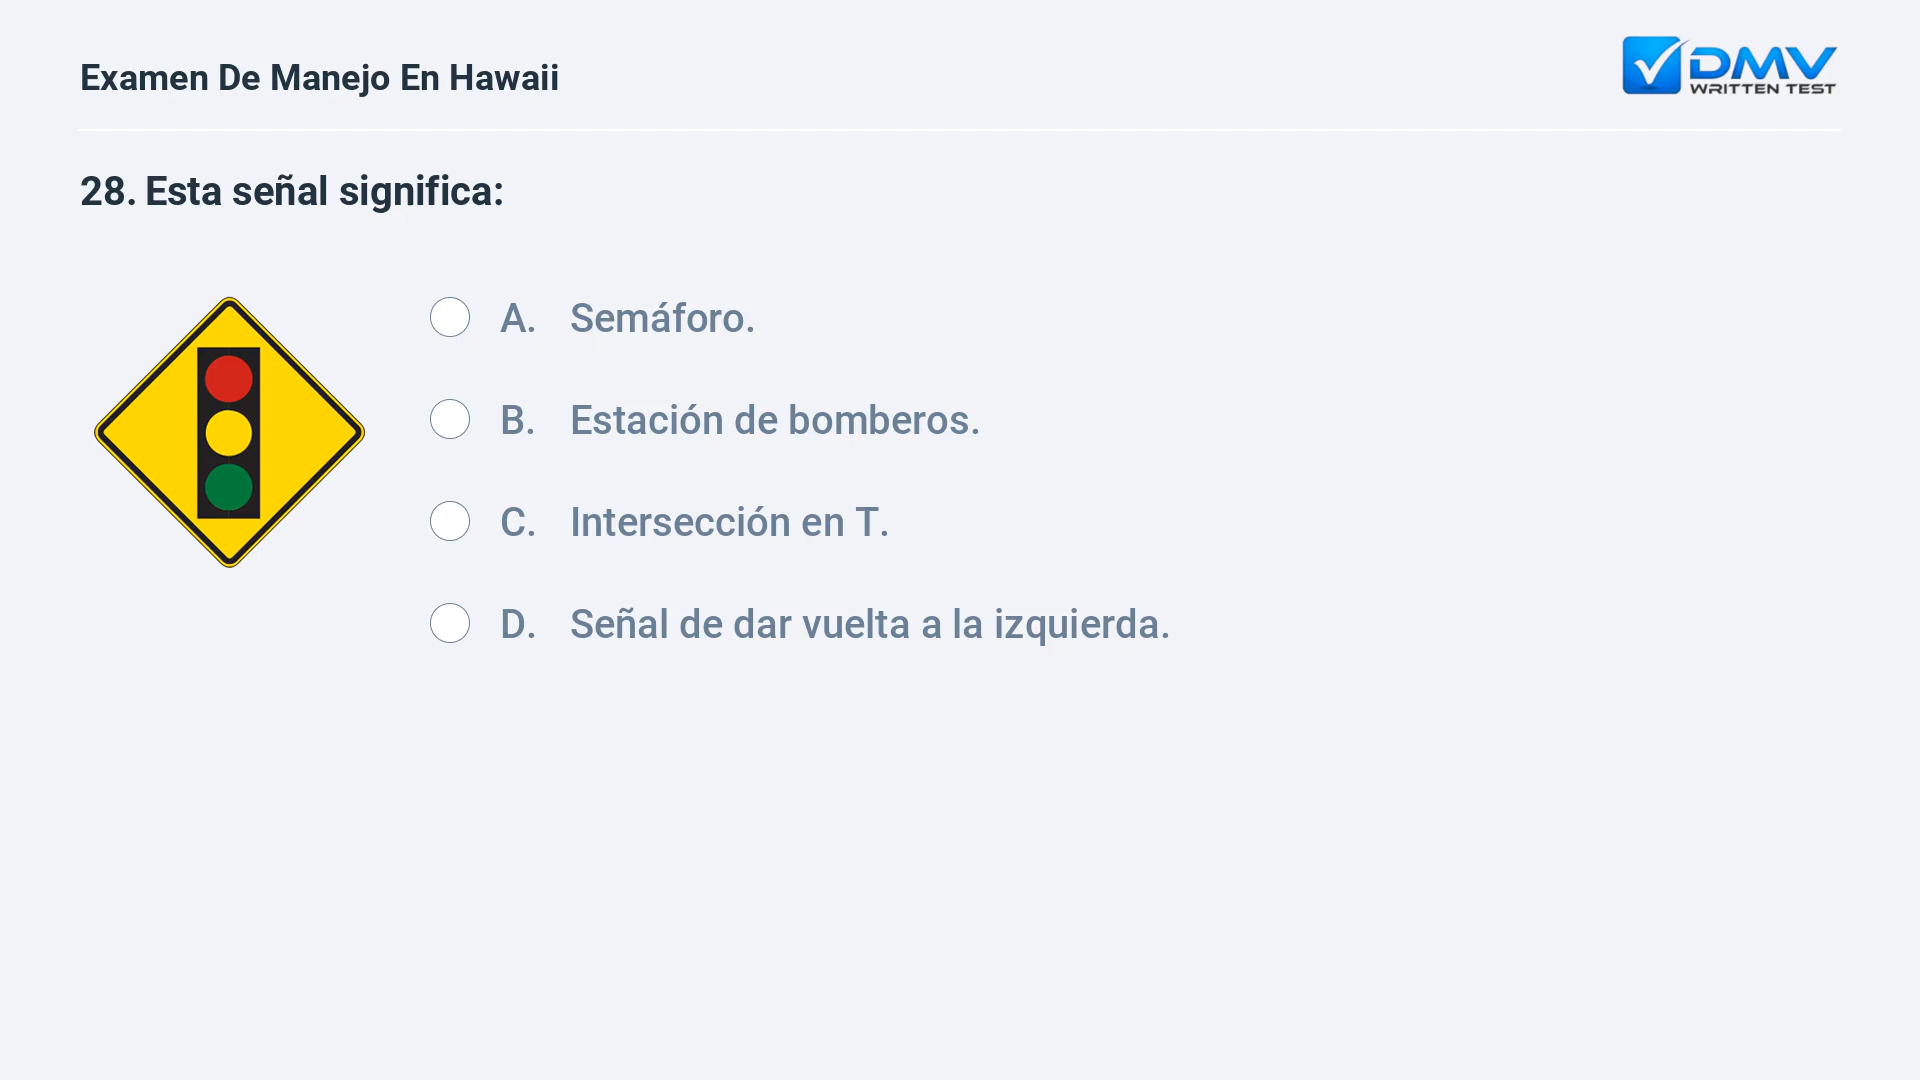 Examen De Manejo En Hawaii
DMV
WRITTEN TEST
28. Esta señal significa:
A. Semáforo.
B. Estación de bomberos.
C. Intersección en T.
D. Señal de dar vuelta a la izquierda.